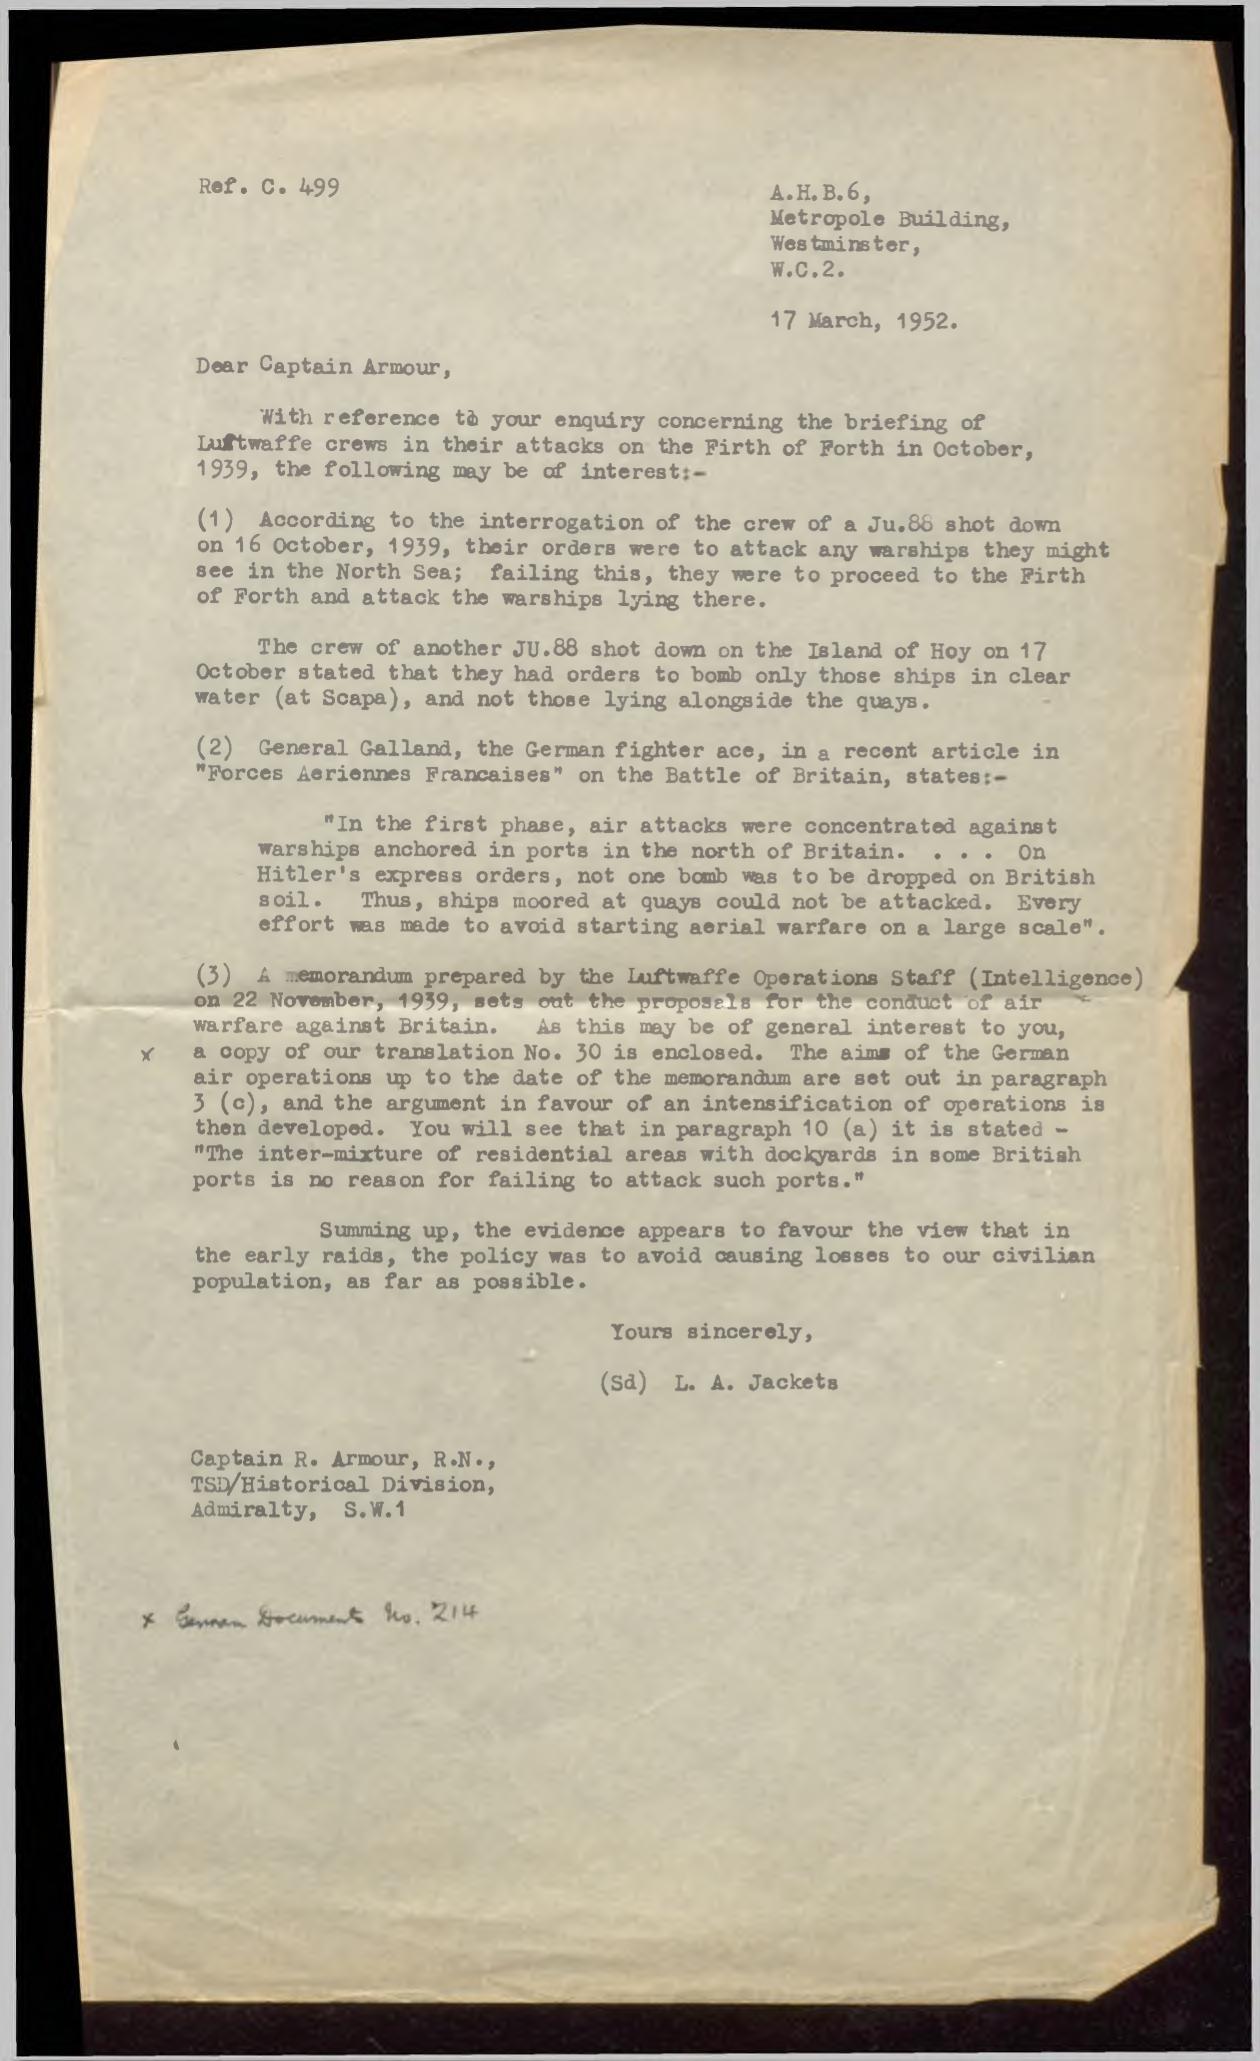 Ref. C. 499
A.H.B.6,
Metropole Building,
Westminster,
W.C.2.
17 March, 1952.
Dear Captain Armour,
With reference to your enquiry concerning the briefing of
Luftwaffe crews in their attacks on the Firth of Forth in October,
1939, the following may be of interest:-
(1) According to the interrogation of the crew of a Ju.88 shot down
on 16 October, 1939, their orders were to attack any warships they might
see in the North Sea; failing this, they were to proceed to the Firth
of Forth and attack the warships lying there.
The crew of another JU.88 shot down on the Island of Hoy on 17
October stated that they had orders to bomb only those ships in clear
water (at Scapa), and not those lying alongside the quays.
(2) General Galland, the German fighter ace, in a recent article in
"Forces Aeriennes Francaises" on the Battle of Britain, states:-
"In the first phase, air attacks were concentrated against
warships anchored in ports in the north of Britain. . . . On
Hitler's express orders, not one bomb was to be dropped on British
soil. Thus, ships moored at quays could not be attacked. Every
effort was made to avoid starting aerial warfare on a large scale".
(3) A memorandum prepared by the Luftwaffe Operations Staff (Intelligence)
on 22 November, 1939, sets out the proposals for the conduct of air
warfare against Britain. As this may be of general interest to you,
x a copy of our translation No. 30 is enclosed. The aims of the German
air operations up to the date of the memorandum are set out in paragraph
3 (c), and the argument in favour of an intensification of operations is
then developed. You will see that in paragraph 10 (a) it is stated -
"The inter-mixture of residential areas with dockyards in some British
ports is no reason for failing to attack such ports."
Summing up, the evidence appears to favour the view that in
the early raids, the policy was to avoid causing losses to our civilian
population, as far as possible.
Yours sincerely,
(Sd) L. A. Jackets
Captain R. Armour, R.N.,
TSD/Historical Division,
Admiralty, S.W.1
x German Documents No. 214